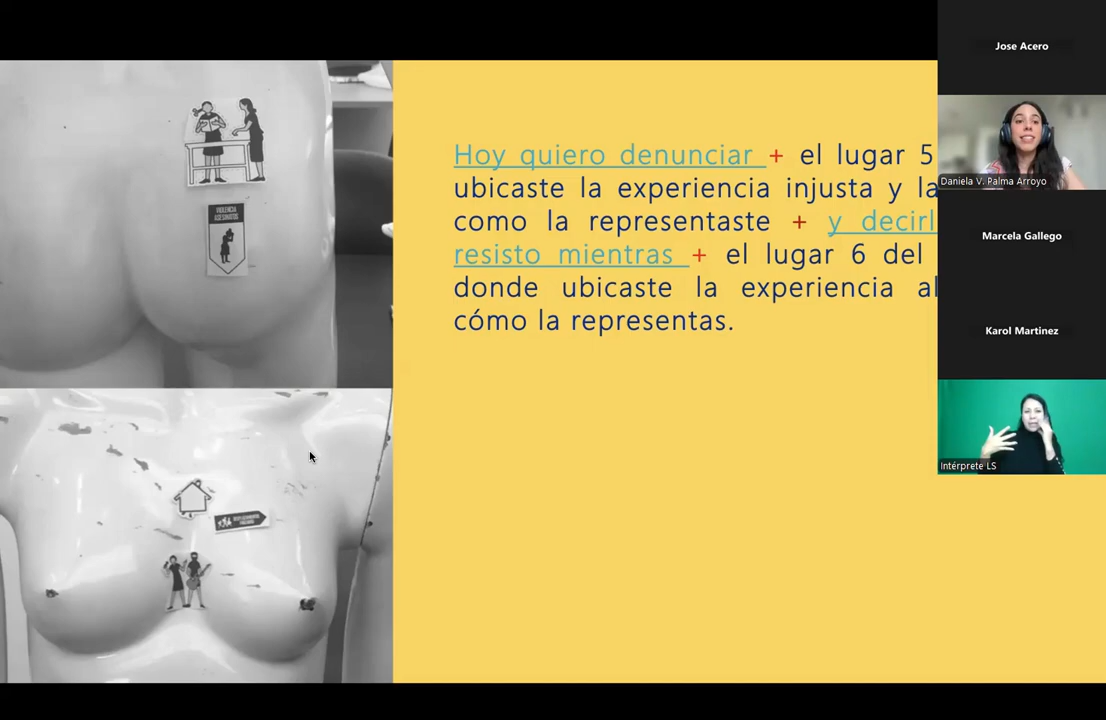 Hoy quiero denunciar + el lugar 5
ubicaste la experiencia injusta y la
como la representaste + y decirl
resisto mientras + el lugar 6 del
donde ubicaste la experiencia al
cómo la representas.
VIOLENCIA
ASESINATOS
Jose Acero
Daniela V. Palma Arroyo
Marcela Gallego
Karol Martinez
Intérprete LS